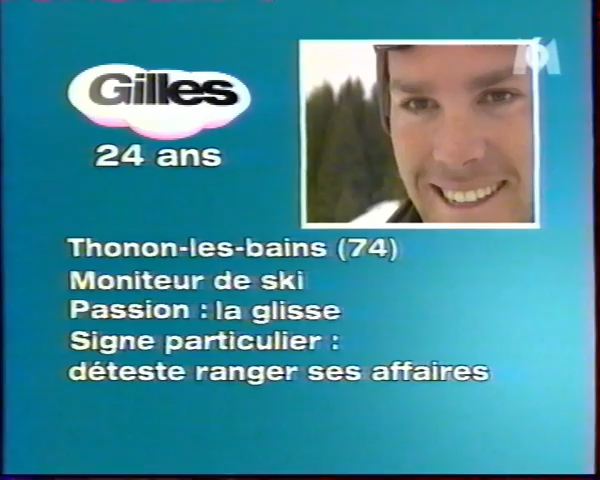 Gilles
M6
24 ans
Thonon-les-bains (74)
Moniteur de ski
Passion : la glisse
Signe particulier :
déteste ranger ses affaires